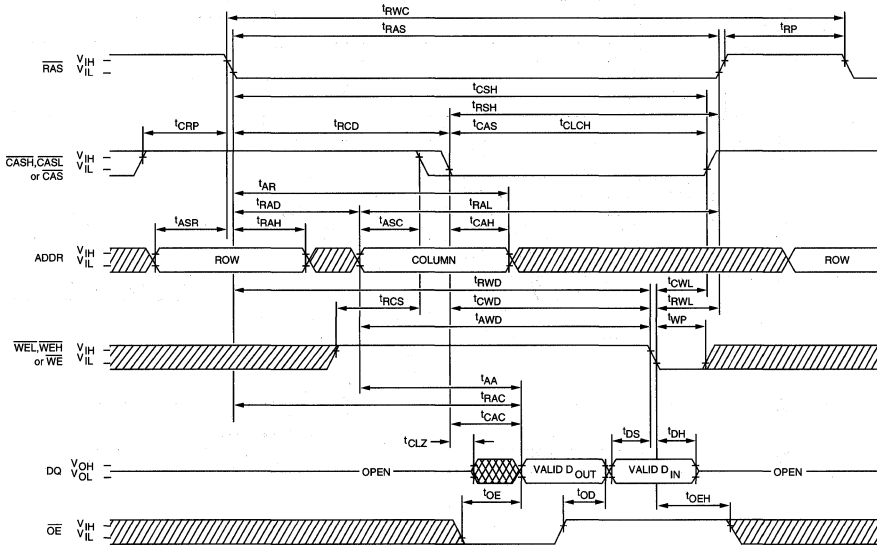 tRWC
tRAS
tRP
RAS VIH VIL
tCSH
tRSH
tCRP tRCD tCAS tCLCH
CASH,CASL or CAS VIH VIL
tAR
tRAD tRAL
tASR tRAH tASC tCAH
ADDR VIH VIL ROW COLUMN ROW
tRWD tCWL
tRCS tCWD tRWL
tAWD tWP
WEL,WEH or WE VIH VIL
tAA
tRAC
tCAC
tCLZ tDS tDH
DQ VOH VOL OPEN VALID DOUT VALID DIN OPEN
tOE tOD tOEH
OE VIH VIL